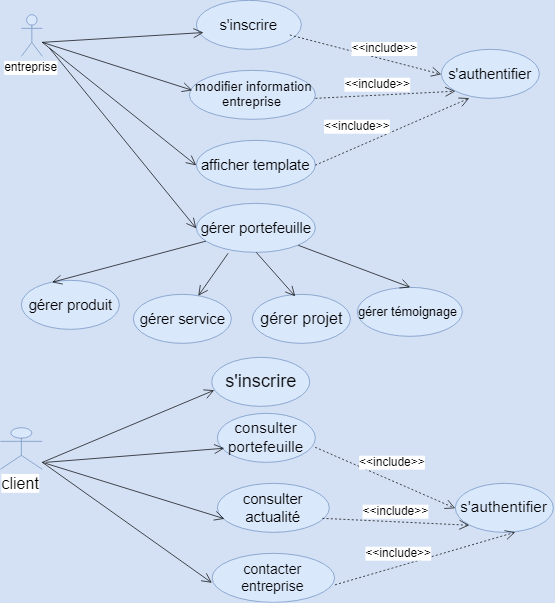 s'inscrire
<<include>>
entreprise
s'authentifier
modifier information
entreprise
<<include>>
<<include>>
afficher template
gérer portefeuille
gérer produit
gérer service
gérer projet
gérer témoignage
s'inscrire
consulter
portefeuille
<<include>>
client
consulter
actualité
<<include>>
s'authentifier
<<include>>
contacter
entreprise